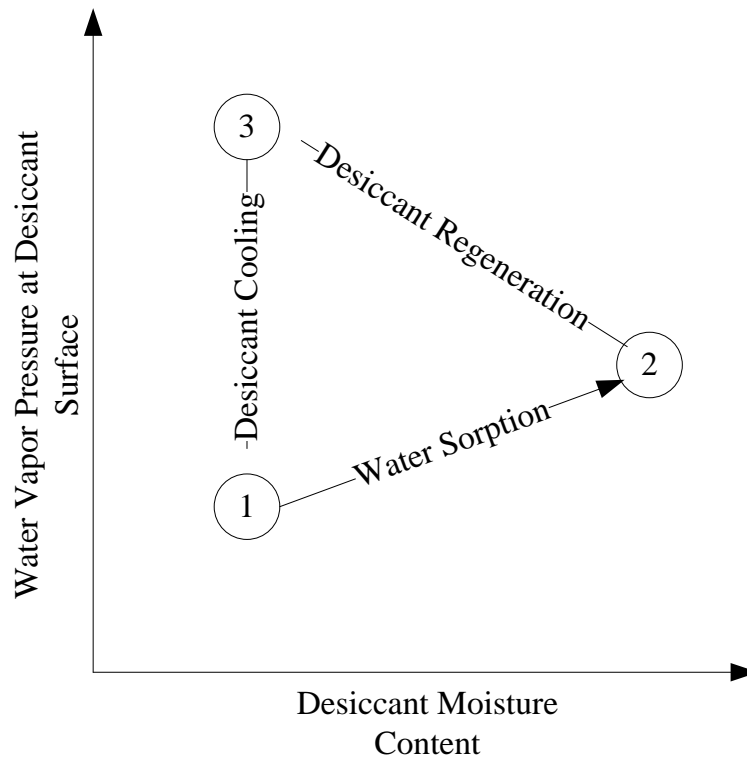 Water Vapor Pressure at Desiccant
Surface
3
Desiccant Regeneration
Desiccant Cooling
2
Water Sorption
1
Desiccant Moisture
Content